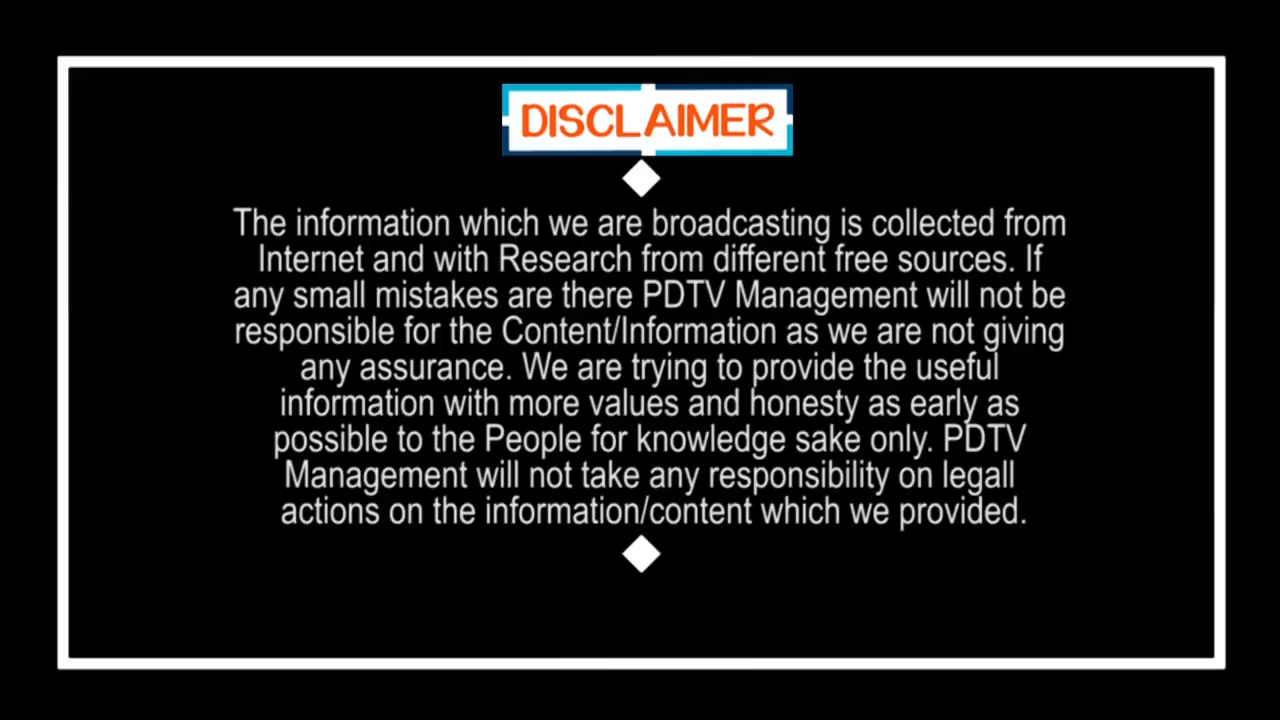 DISCLAIMER
The information which we are broadcasting is collected from
Internet and with Research from different free sources. If
any small mistakes are there PDTV Management will not be
responsible for the Content/Information as we are not giving
any assurance. We are trying to provide the useful
information with more values and honesty as early as
possible to the People for knowledge sake only. PDTV
Management will not take any responsibility on legall
actions on the information/content which we provided.